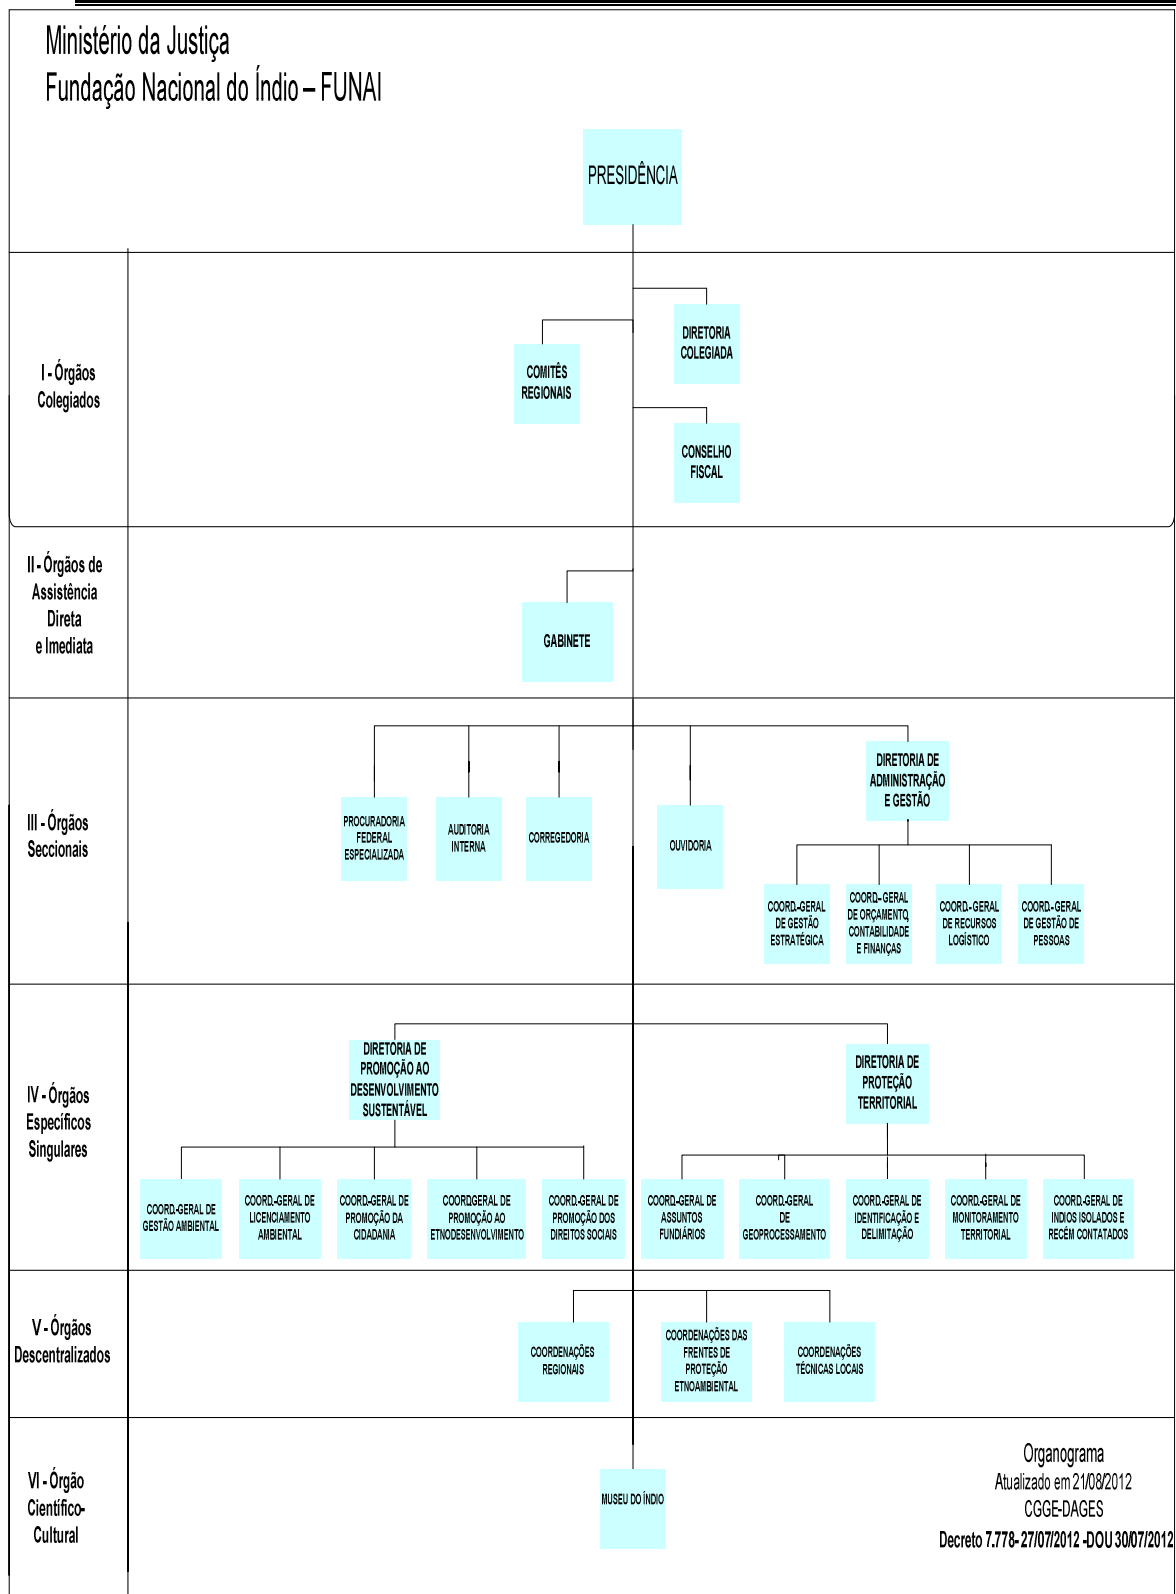 Ministério da Justiça
Fundação Nacional do Índio – FUNAI
PRESIDÊNCIA
I - Órgãos
Colegiados
DIRETORIA
COLEGIADA
COMITÊS
REGIONAIS
CONSELHO
FISCAL
II - Órgãos de
Assistência
Direta
e Imediata
GABINETE
III - Órgãos
Seccionais
PROCURADORIA
FEDERAL
ESPECIALIZADA
AUDITORIA
INTERNA
CORREGEDORIA
OUVIDORIA
DIRETORIA DE
ADMINISTRAÇÃO
E GESTÃO
COORD.-GERAL
DE GESTÃO
ESTRATÉGICA
COORD.- GERAL
DE ORÇAMENTO,
CONTABILIDADE
E FINANÇAS
COORD.- GERAL
DE RECURSOS
LOGÍSTICO
COORD.-GERAL
DE GESTÃO DE
PESSOAS
IV - Órgãos
Específicos
Singulares
DIRETORIA DE
PROMOÇÃO AO
DESENVOLVIMENTO
SUSTENTÁVEL
DIRETORIA DE
PROTEÇÃO
TERRITORIAL
COORD.-GERAL DE
GESTÃO AMBIENTAL
COORD.-GERAL DE
LICENCIAMENTO
AMBIENTAL
COORD.-GERAL DE
PROMOÇÃO DA
CIDADANIA
COORDGERAL DE
PROMOÇÃO AO
ETNODESENVOLVIMENTO
COORD.-GERAL DE
PROMOÇÃO DOS
DIREITOS SOCIAIS
COORD.-GERAL DE
ASSUNTOS
FUNDIÁRIOS
COORD.-GERAL
DE
GEOPROCESSAMENTO
COORD.-GERAL DE
IDENTIFICAÇÃO E
DELIMITAÇÃO
COORD.-GERAL DE
MONITORAMENTO
TERRITORIAL
COORD.-GERAL DE
INDIOS ISOLADOS E
RECÉM CONTATADOS
V - Órgãos
Descentralizados
COORDENAÇÕES
REGIONAIS
COORDENAÇÕES DAS
FRENTES DE
PROTEÇÃO
ETNOAMBIENTAL
COORDENAÇÕES
TÉCNICAS LOCAIS
VI - Órgão
Científico-
Cultural
MUSEU DO ÍNDIO
Organograma
Atualizado em 21/08/2012
CGGE-DAGES
Decreto 7.778- 27/07/2012 -DOU 30/07/2012